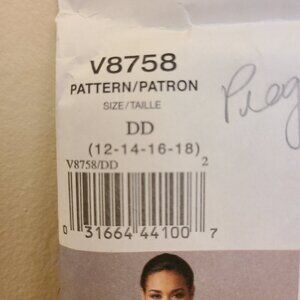 V8758
PATTERN/PATRON
SIZE/TAILLE
DD
(12-14-16-18)
V8758/DD 2
0 31664 44100 7